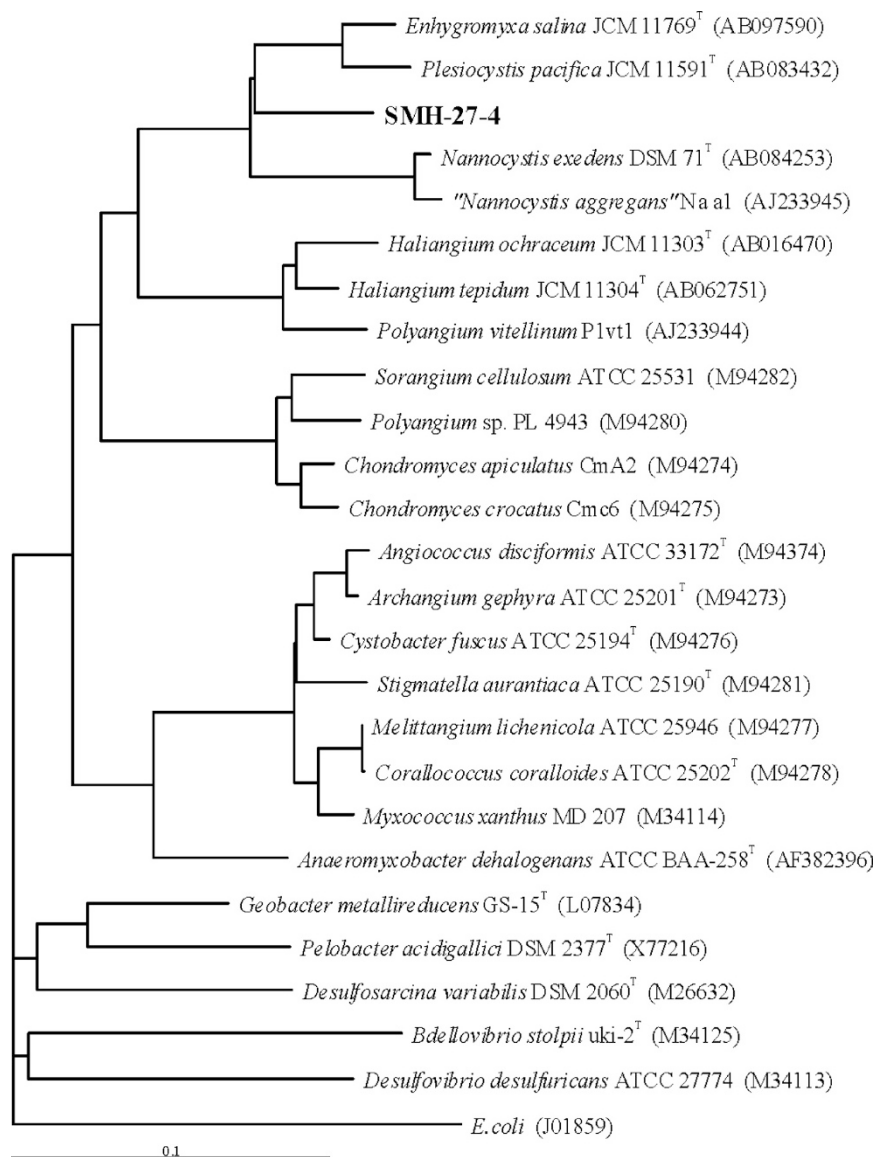 Enhygromyxa salina JCM 11769ᵀ (AB097590)
Plesiocystis pacifica JCM 11591ᵀ (AB083432)
SMH-27-4
Nannocystis exedens DSM 71ᵀ (AB084253)
"Nannocystis aggregans" Na a1 (AJ233945)
Haliangium ochraceum JCM 11303ᵀ (AB016470)
Haliangium tepidum JCM 11304ᵀ (AB062751)
Polyangium vitellinum Plvt1 (AJ233944)
Sorangium cellulosum ATCC 25531 (M94282)
Polyangium sp. PL 4943 (M94280)
Chondromyces apiculatus CmA2 (M94274)
Chondromyces crocatus Cmc6 (M94275)
Angiococcus disciformis ATCC 33172ᵀ (M94374)
Archangium gephyra ATCC 25201ᵀ (M94273)
Cystobacter fuscus ATCC 25194ᵀ (M94276)
Stigmatella aurantiaca ATCC 25190ᵀ (M94281)
Melittangium lichenicola ATCC 25946 (M94277)
Corallococcus coralloides ATCC 25202ᵀ (M94278)
Myxococcus xanthus MD 207 (M34114)
Anaeromyxobacter dehalogenans ATCC BAA-258ᵀ (AF382396)
Geobacter metallireducens GS-15ᵀ (L07834)
Pelobacter acidigallici DSM 2377ᵀ (X77216)
Desulfosarcina variabilis DSM 2060ᵀ (M26632)
Bdellovibrio stolpii uki-2ᵀ (M34125)
Desulfovibrio desulfuricans ATCC 27774 (M34113)
E.coli (J01859)
0.1